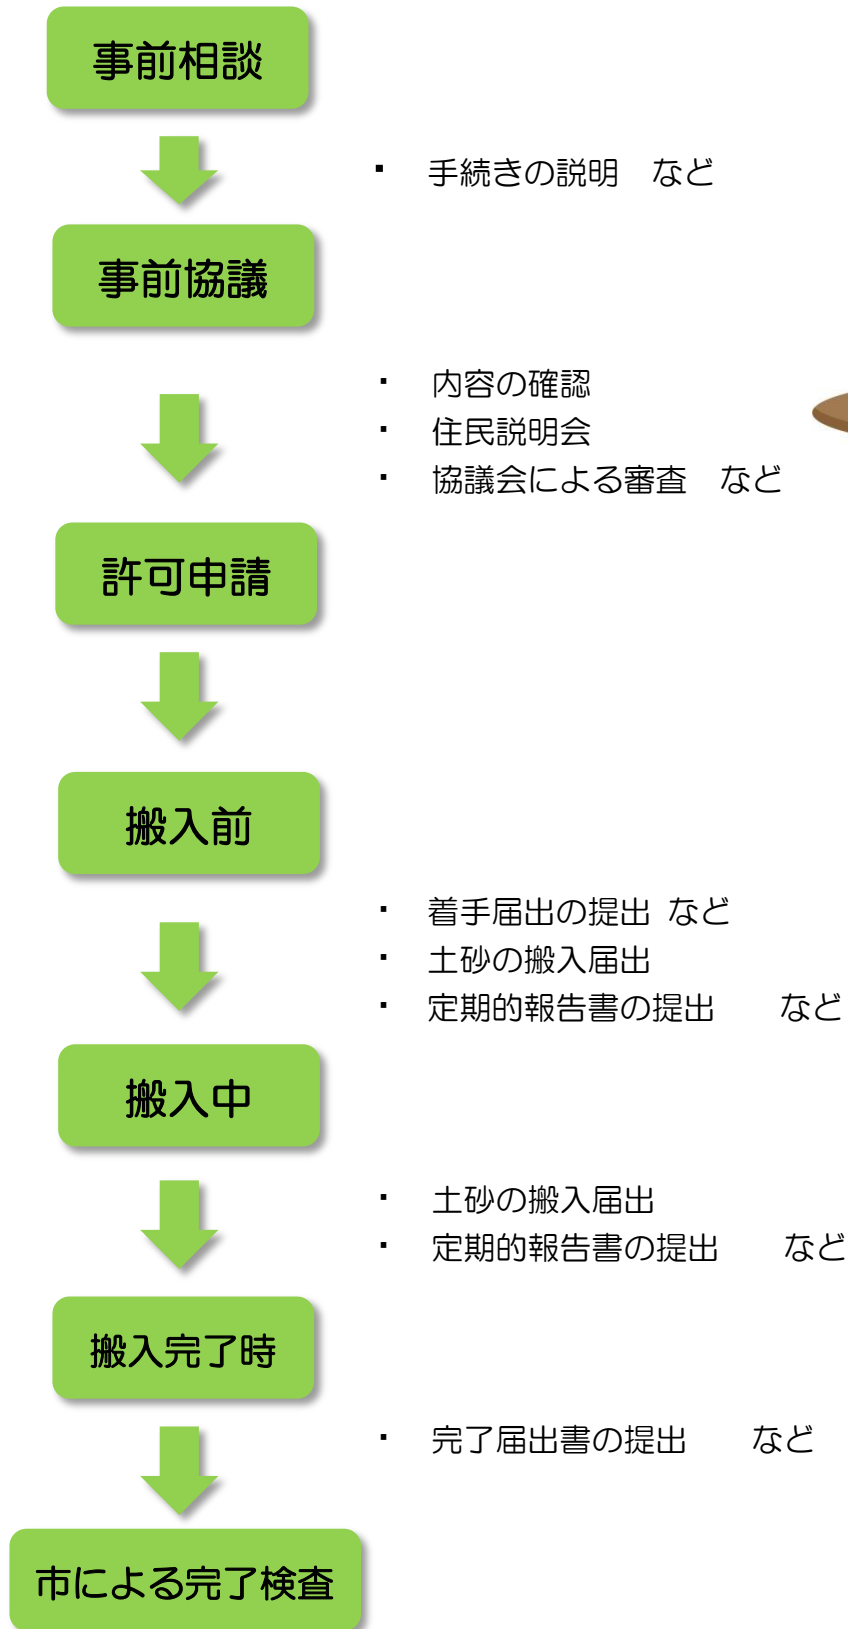 事前相談
・ 手続きの説明 など
事前協議
・ 内容の確認
・ 住民説明会
・ 協議会による審査 など
許可申請
搬入前
・ 着手届出の提出 など
・ 土砂の搬入届出
・ 定期的報告書の提出 など
搬入中
・ 土砂の搬入届出
・ 定期的報告書の提出 など
搬入完了時
・ 完了届出書の提出 など
市による完了検査